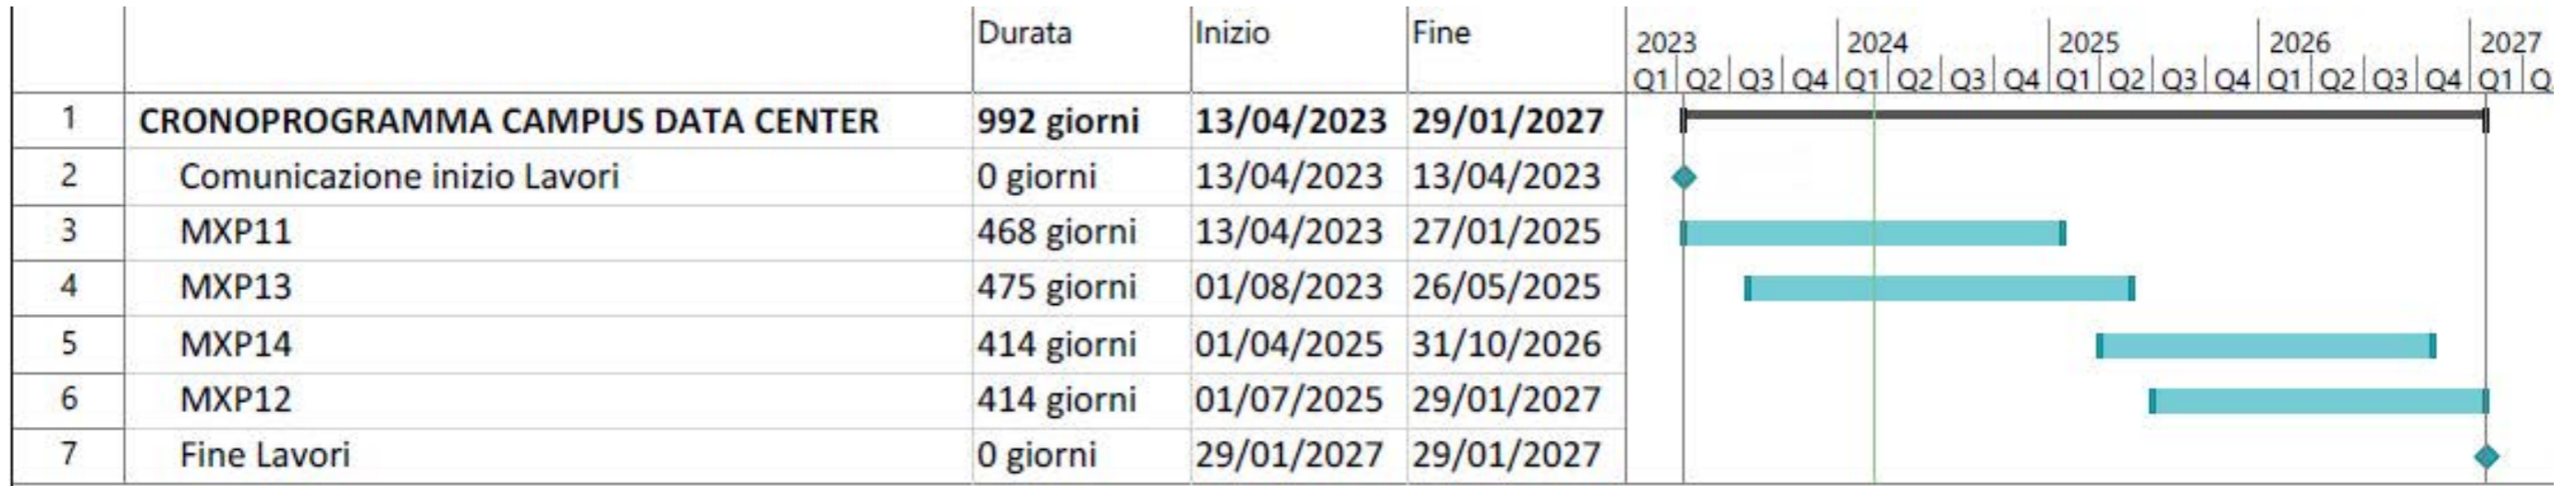 Durata Inizio Fine 2023 2024 2025 2026 2027
Q1 Q2 Q3 Q4 Q1 Q2 Q3 Q4 Q1 Q2 Q3 Q4 Q1 Q2 Q3 Q4 Q1 Q
1 CRONOPROGRAMMA CAMPUS DATA CENTER 992 giorni 13/04/2023 29/01/2027
2 Comunicazione inizio Lavori 0 giorni 13/04/2023 13/04/2023
3 MXP11 468 giorni 13/04/2023 27/01/2025
4 MXP13 475 giorni 01/08/2023 26/05/2025
5 MXP14 414 giorni 01/04/2025 31/10/2026
6 MXP12 414 giorni 01/07/2025 29/01/2027
7 Fine Lavori 0 giorni 29/01/2027 29/01/2027